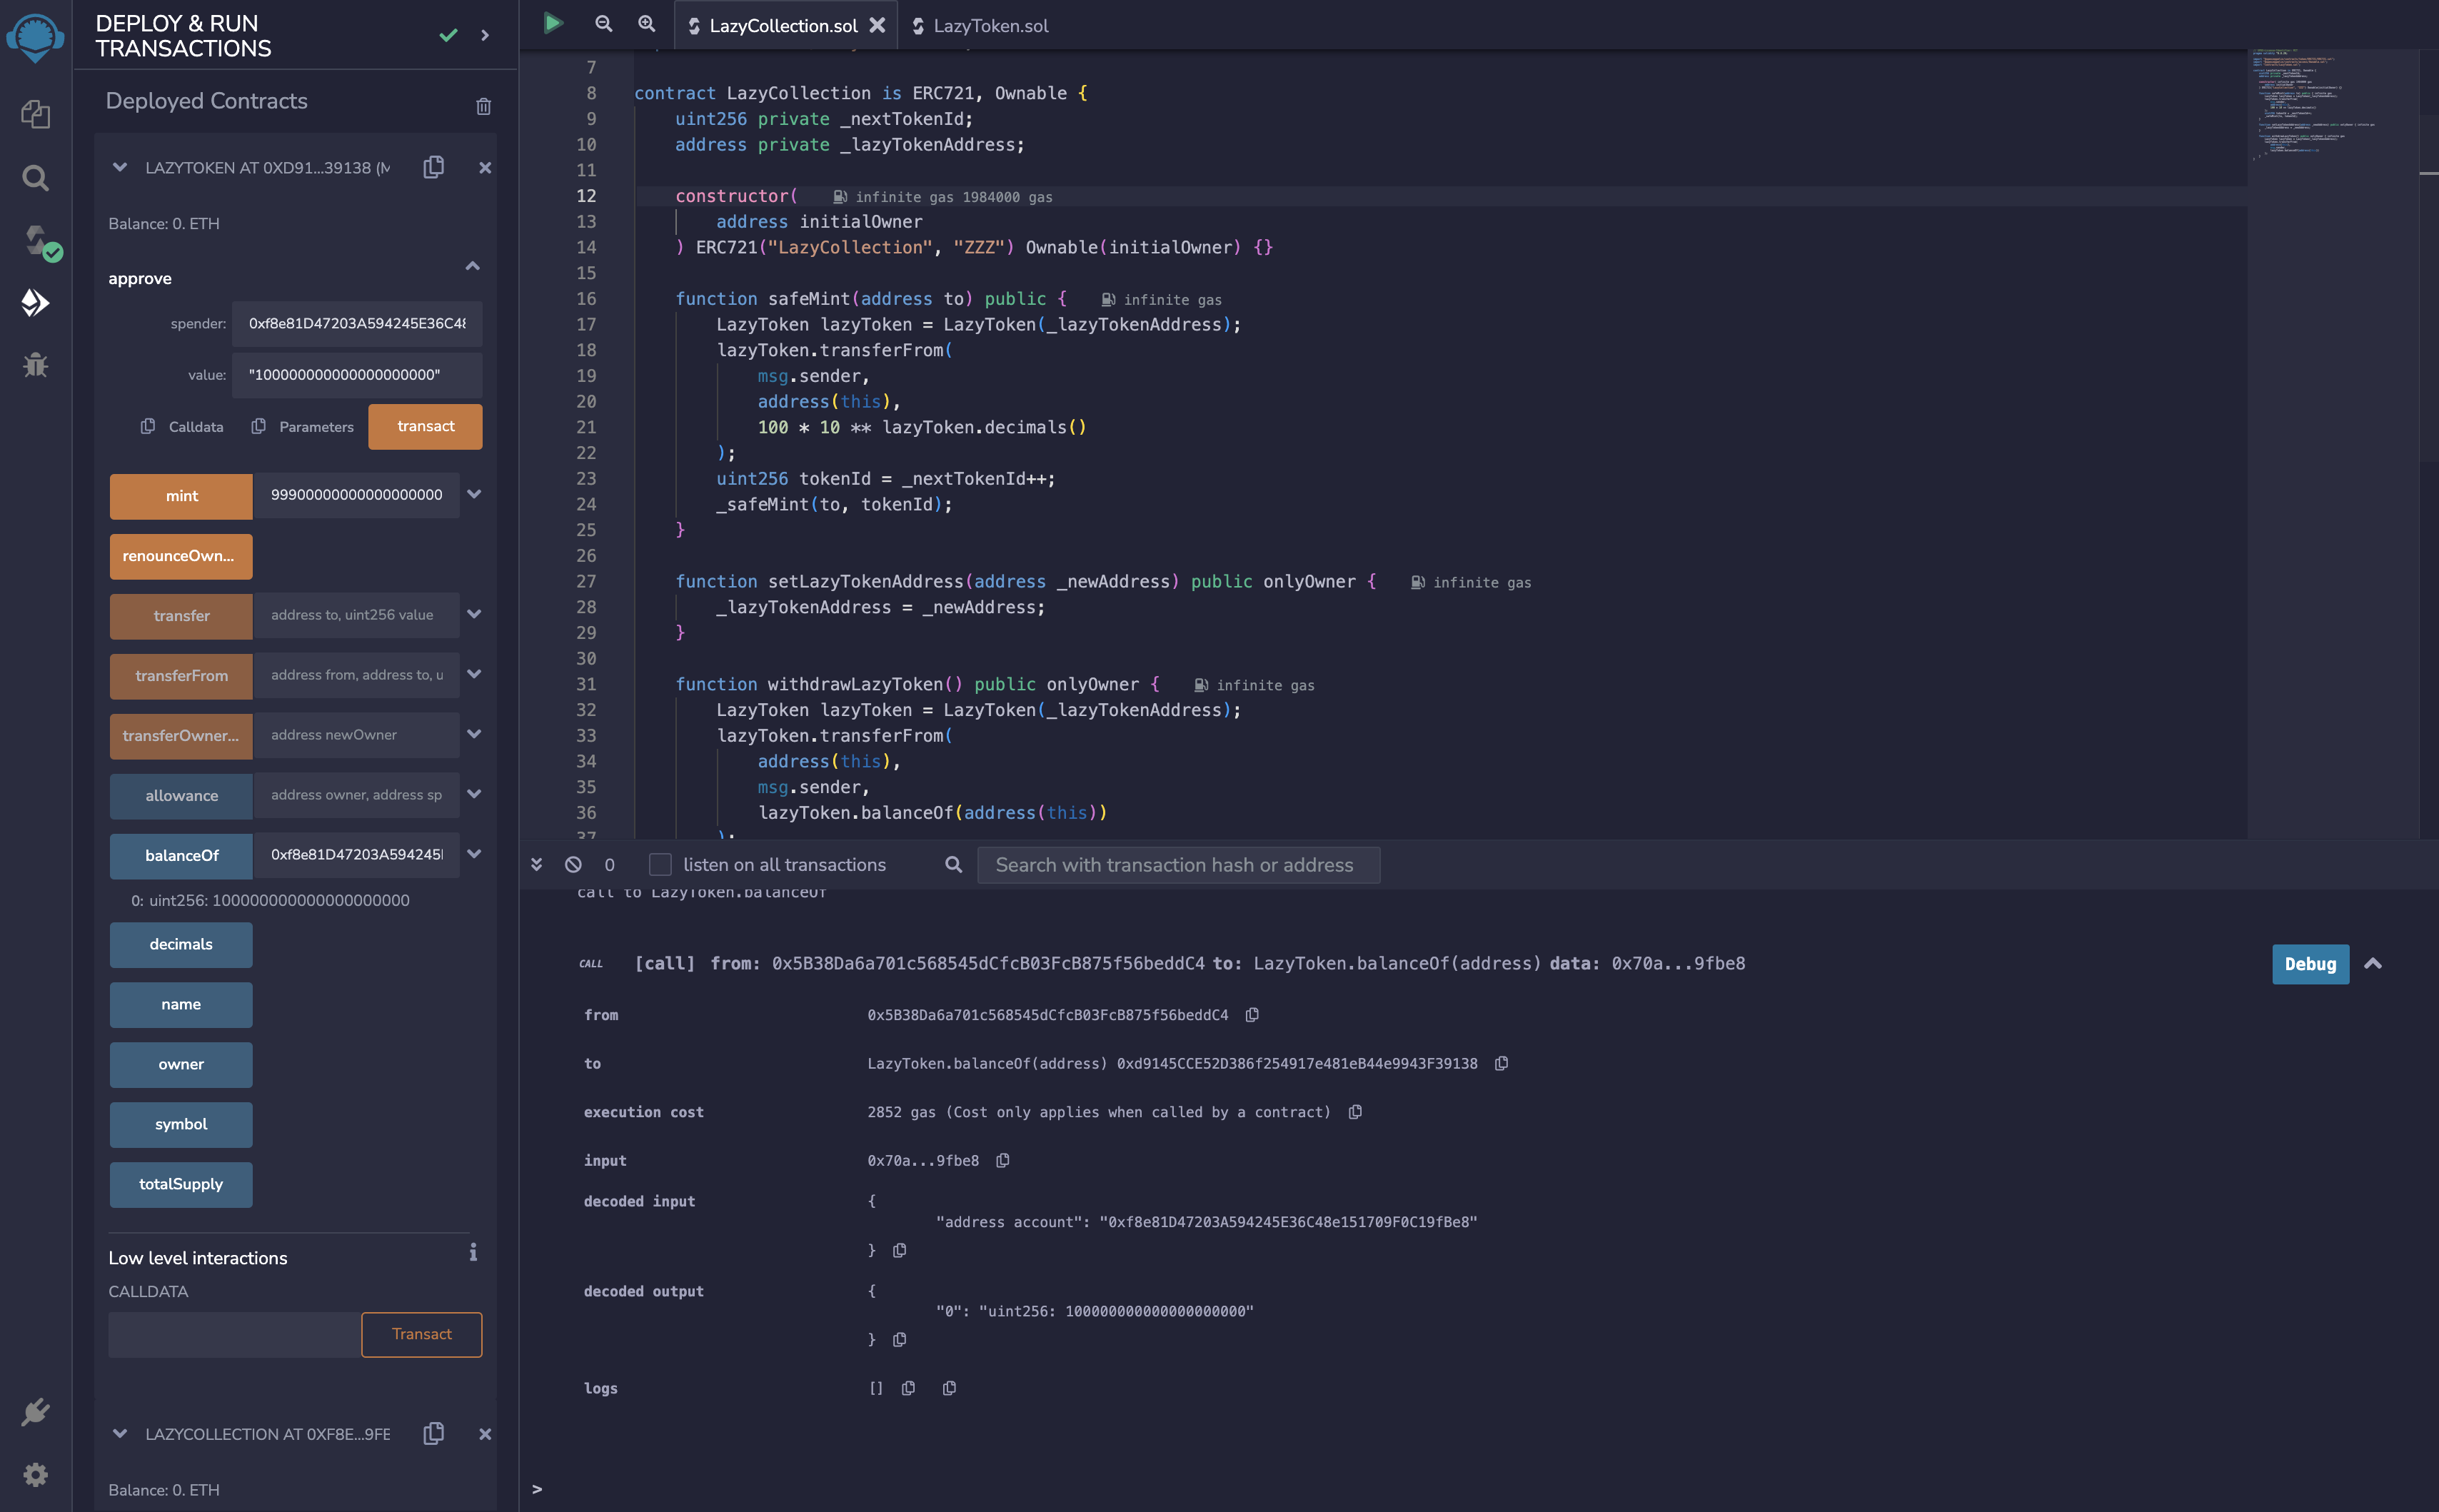 DEPLOY & RUN
TRANSACTIONS
Deployed Contracts
LAZYTOKEN AT 0XD91...39138 (M
Balance: 0. ETH
approve
spender: 0xf8e81D47203A594245E36C48
value: "100000000000000000000"
Calldata Parameters transact
mint 99900000000000000000
renounceOwn...
transfer address to, uint256 value
transferFrom address from, address to, u
transferOwner... address newOwner
allowance address owner, address sp
balanceOf 0xf8e81D47203A594245I
0: uint256: 100000000000000000000
decimals
name
owner
symbol
totalSupply
Low level interactions
CALLDATA
Transact
LAZYCOLLECTION AT 0XF8E...9FE
Balance: 0. ETH
LazyCollection.sol LazyToken.sol
7
8 contract LazyCollection is ERC721, Ownable {
9 uint256 private _nextTokenId;
10 address private _lazyTokenAddress;
11
12 constructor( infinite gas 1984000 gas
13 address initialOwner
14 ) ERC721("LazyCollection", "ZZZ") Ownable(initialOwner) {}
15
16 function safeMint(address to) public { infinite gas
17 LazyToken lazyToken = LazyToken(_lazyTokenAddress);
18 lazyToken.transferFrom(
19 msg.sender,
20 address(this),
21 100 * 10 ** lazyToken.decimals()
22 );
23 uint256 tokenId = _nextTokenId++;
24 _safeMint(to, tokenId);
25 }
26
27 function setLazyTokenAddress(address _newAddress) public onlyOwner { infinite gas
28 _lazyTokenAddress = _newAddress;
29 }
30
31 function withdrawLazyToken() public onlyOwner { infinite gas
32 LazyToken lazyToken = LazyToken(_lazyTokenAddress);
33 lazyToken.transferFrom(
34 address(this),
35 msg.sender,
36 lazyToken.balanceOf(address(this))
37 );
0 listen on all transactions Search with transaction hash or address
call to LazyToken.balanceOf
CALL [call] from: 0x5B38Da6a701c568545dCfcB03FcB875f56beddC4 to: LazyToken.balanceOf(address) data: 0x70a...9fbe8 Debug
from 0x5B38Da6a701c568545dCfcB03FcB875f56beddC4
to LazyToken.balanceOf(address) 0xd9145CCE52D386f254917e481eB44e9943F39138
execution cost 2852 gas (Cost only applies when called by a contract)
input 0x70a...9fbe8
decoded input {
"address account": "0xf8e81D47203A594245E36C48e151709F0C19fBe8"
}
decoded output {
"0": "uint256: 100000000000000000000"
}
logs []
>